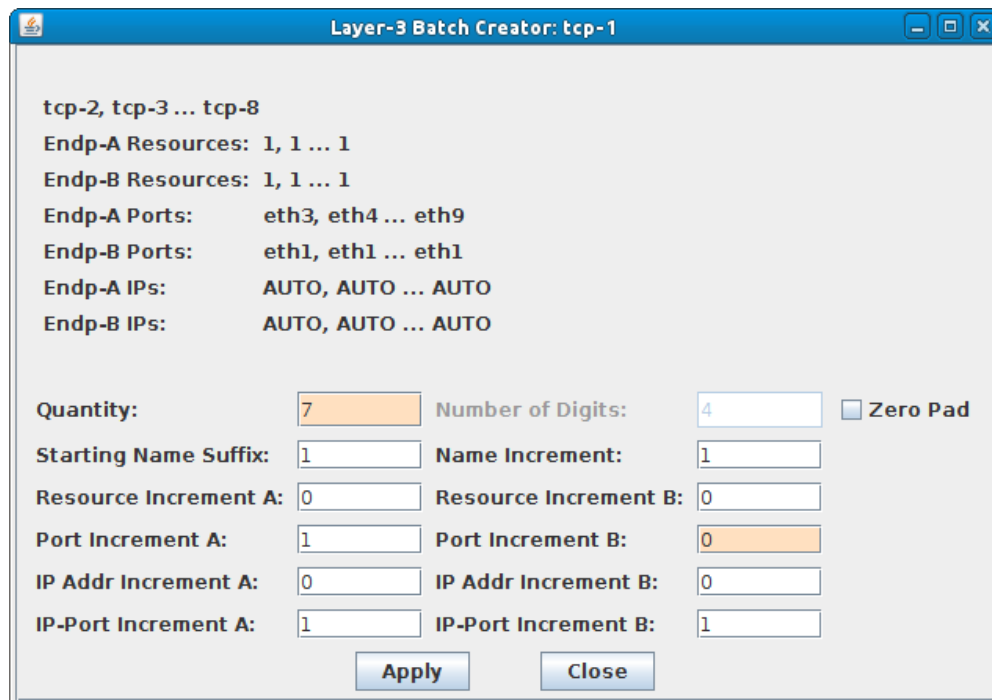 Layer-3 Batch Creator: tcp-1
tcp-2, tcp-3 ... tcp-8
Endp-A Resources: 1, 1 ... 1
Endp-B Resources: 1, 1 ... 1
Endp-A Ports: eth3, eth4 ... eth9
Endp-B Ports: eth1, eth1 ... eth1
Endp-A IPs: AUTO, AUTO ... AUTO
Endp-B IPs: AUTO, AUTO ... AUTO
Quantity: 7 Number of Digits: 4 Zero Pad
Starting Name Suffix: 1 Name Increment: 1
Resource Increment A: 0 Resource Increment B: 0
Port Increment A: 1 Port Increment B: 0
IP Addr Increment A: 0 IP Addr Increment B: 0
IP-Port Increment A: 1 IP-Port Increment B: 1
Apply Close